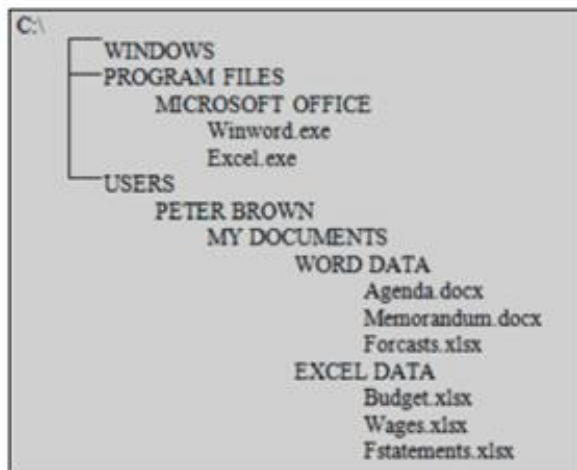 C:\
WINDOWS
PROGRAM FILES
MICROSOFT OFFICE
Winword.exe
Excel.exe
USERS
PETER BROWN
MY DOCUMENTS
WORD DATA
Agenda.docx
Memorandum.docx
Forcasts.xlsx
EXCEL DATA
Budget.xlsx
Wages.xlsx
Fstatements.xlsx